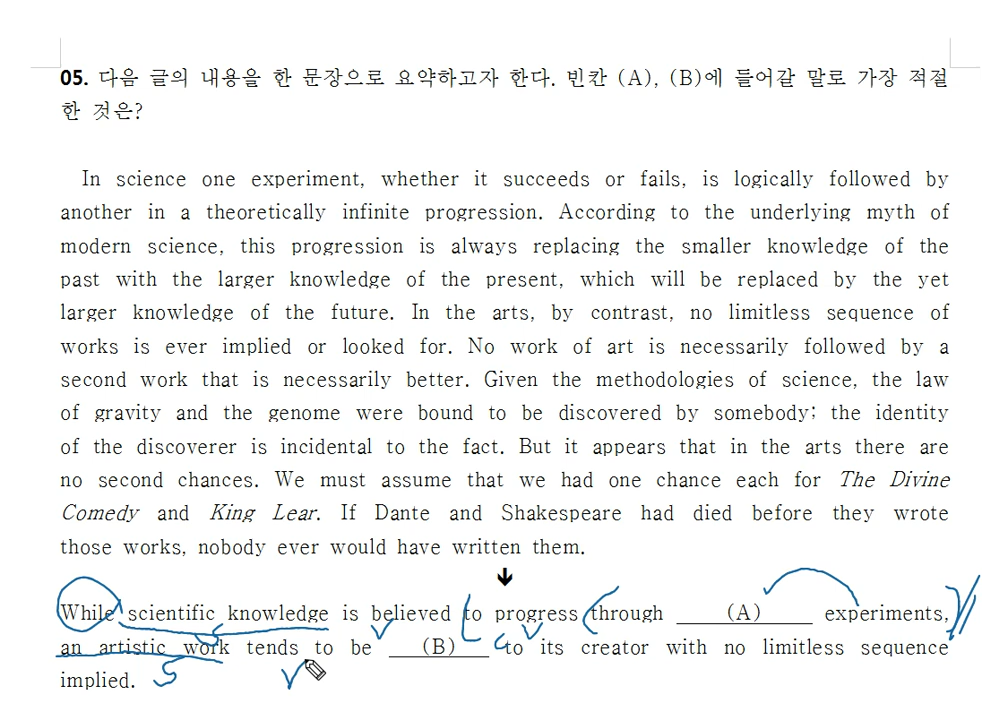 05. 다음 글의 내용을 한 문장으로 요약하고자 한다. 빈칸 (A), (B)에 들어갈 말로 가장 적절
한 것은?
In science one experiment, whether it succeeds or fails, is logically followed by
another in a theoretically infinite progression. According to the underlying myth of
modern science, this progression is always replacing the smaller knowledge of the
past with the larger knowledge of the present, which will be replaced by the yet
larger knowledge of the future. In the arts, by contrast, no limitless sequence of
works is ever implied or looked for. No work of art is necessarily followed by a
second work that is necessarily better. Given the methodologies of science, the law
of gravity and the genome were bound to be discovered by somebody; the identity
of the discoverer is incidental to the fact. But it appears that in the arts there are
no second chances. We must assume that we had one chance each for The Divine
Comedy and King Lear. If Dante and Shakespeare had died before they wrote
those works, nobody ever would have written them.
↓
While scientific knowledge is believed to progress through (A) experiments,
an artistic work tends to be (B) to its creator with no limitless sequence
implied.